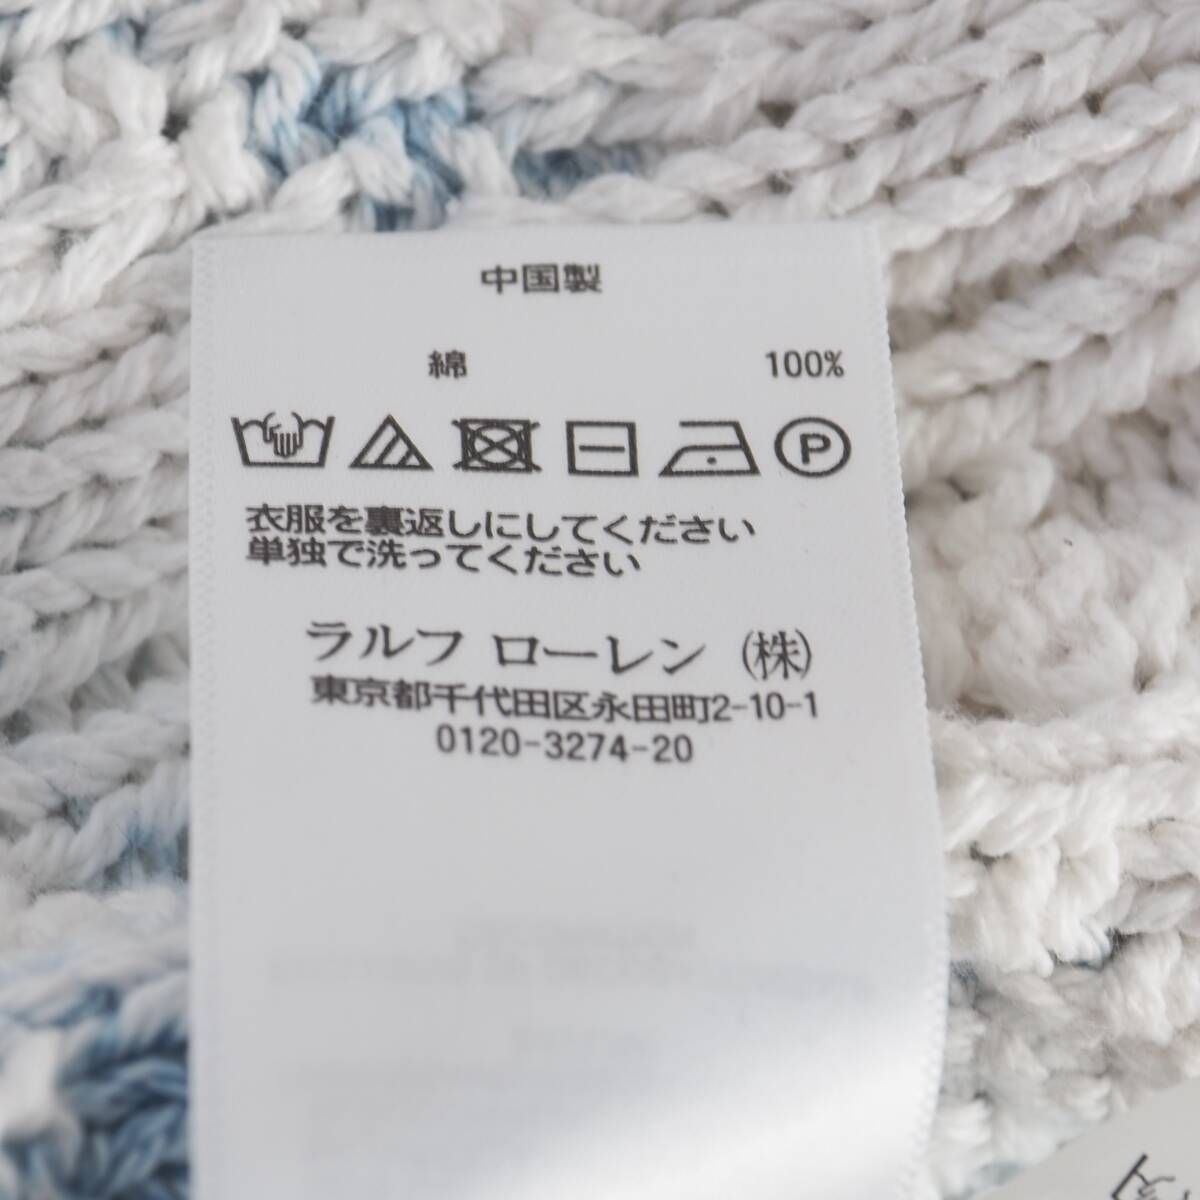 中国製
綿 100%
P
衣服を裏返しにしてください
単独で洗ってください
ラルフ ローレン (株)
東京都千代田区永田町2-10-1
0120-3274-20